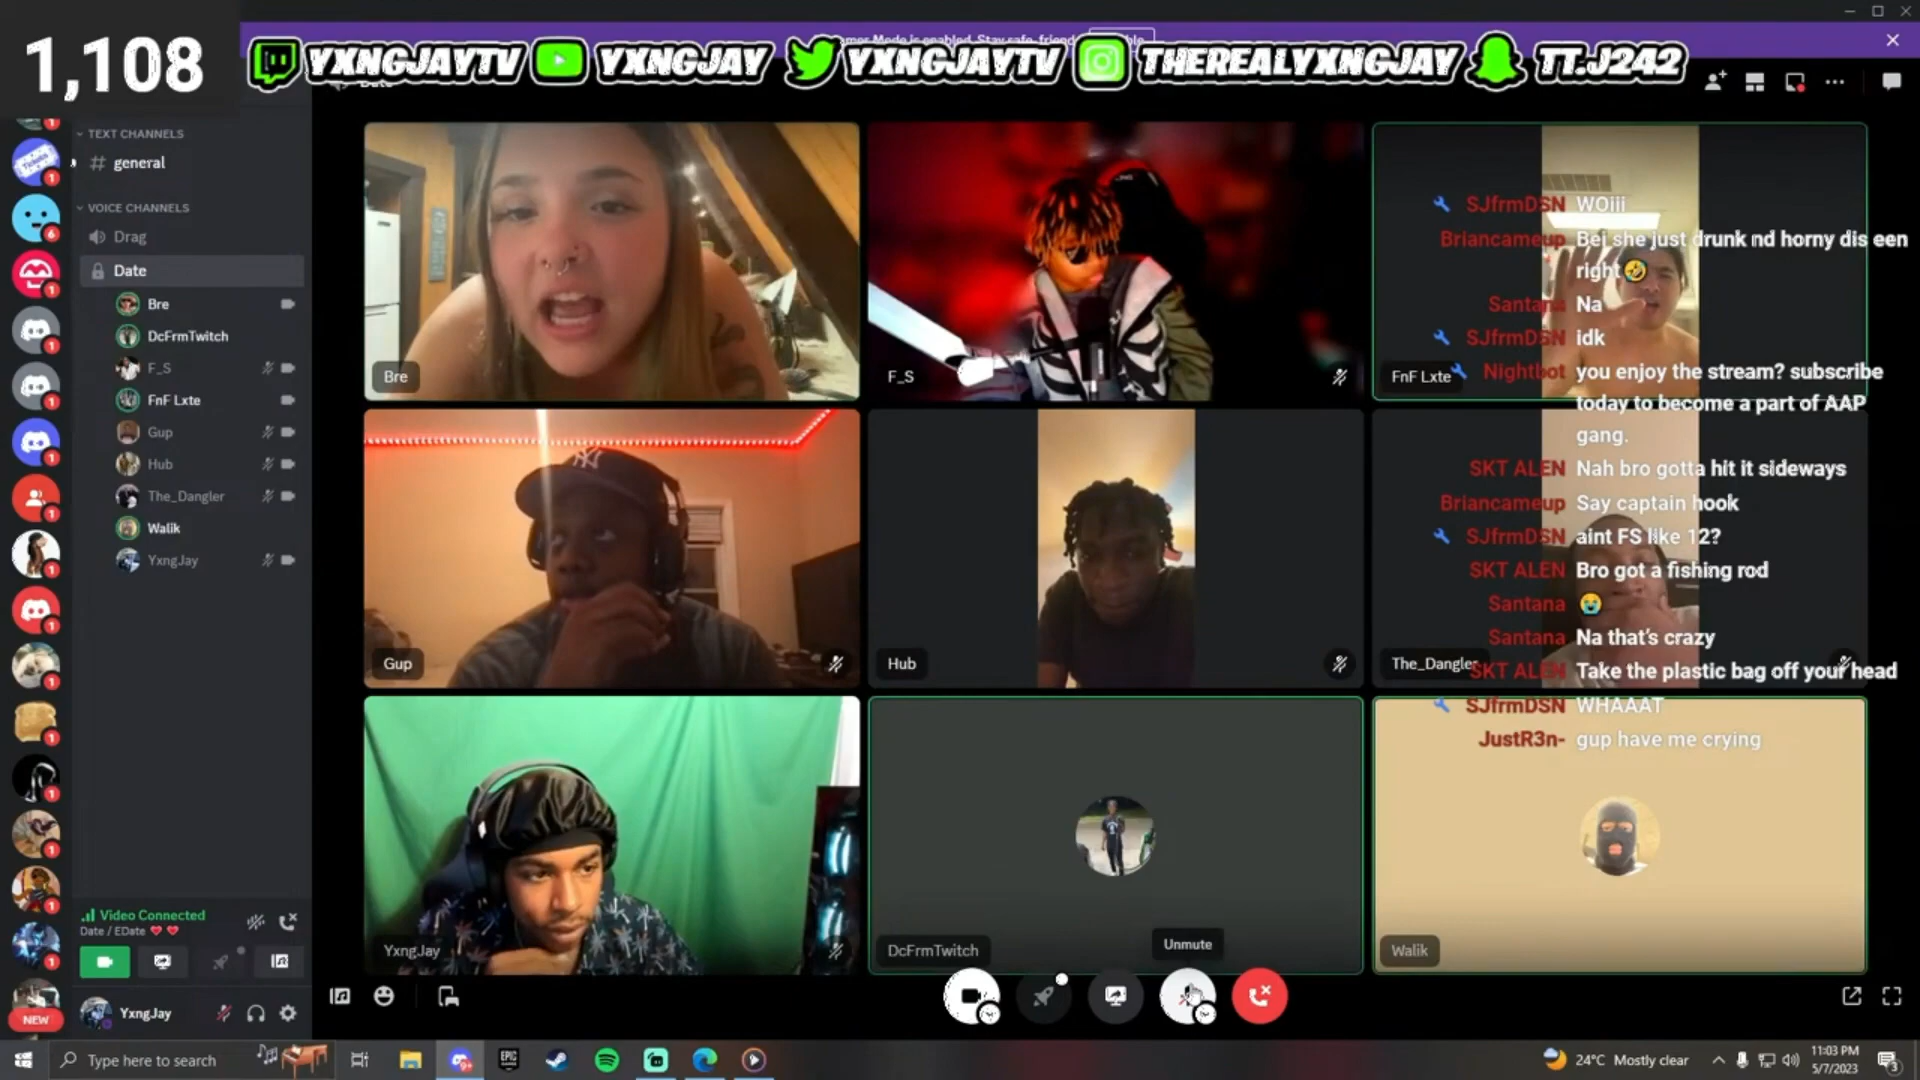 1,108
YXNGJAYTV
YXNGJAY
YXNGJAYTV
THEREALYXNGJAY
TT.J242
TEXT CHANNELS
general
VOICE CHANNELS
Drag
Date
Bre
DcFrmTwitch
F_S
FnF Lxte
Gup
Hub
The_Dangler
Walik
YxngJay
Bre
F_S
FnF Lxte
Gup
Hub
The_Dangler
YxngJay
DcFrmTwitch
Walik
SJfrmDSN WOiii
Briancameup Bei she just drunk nd horny dis een
right🤣
Santana Na
SJfrmDSN idk
Nightbot you enjoy the stream? subscribe
today to become a part of AAP
gang.
SKT ALEN Nah bro gotta hit it sideways
Briancameup Say captain hook
SJfrmDSN aint FS like 12?
SKT ALEN Bro got a fishing rod
Santana 😭
Santana Na that's crazy
SKT ALEN Take the plastic bag off your head
SJfrmDSN WHAAAT
JustR3n- gup have me crying
Unmute
Video Connected
Date / EDate ❤️ ❤️
YxngJay
NEW
Type here to search
EPIC
24°C Mostly clear
11:03 PM
5/7/2023